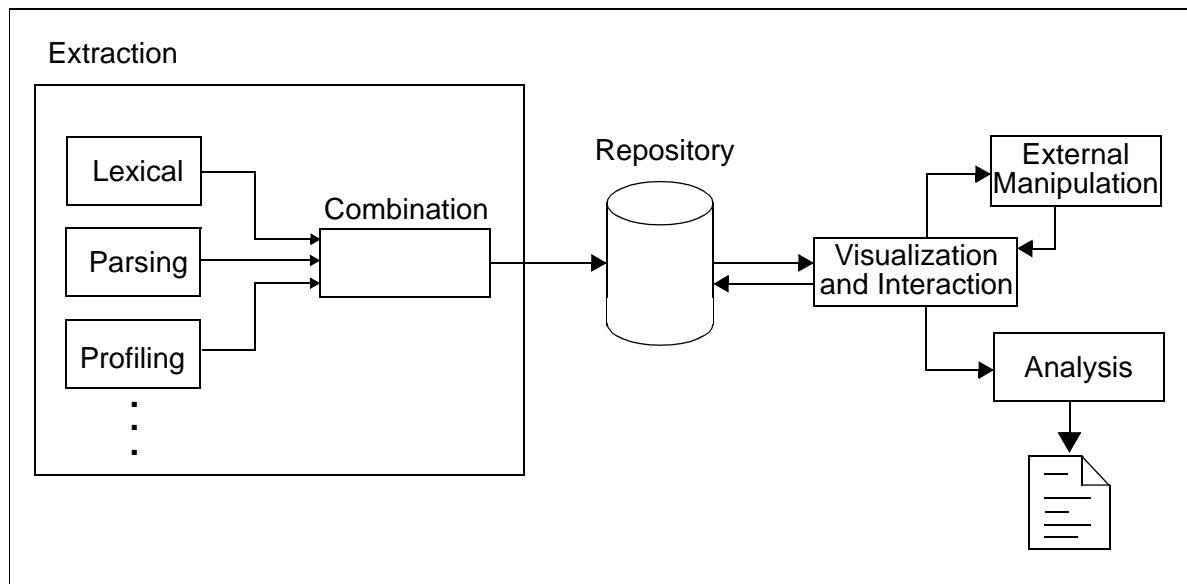 Extraction
Lexical
Parsing
Profiling
Combination
Repository
External
Manipulation
Visualization
and Interaction
Analysis